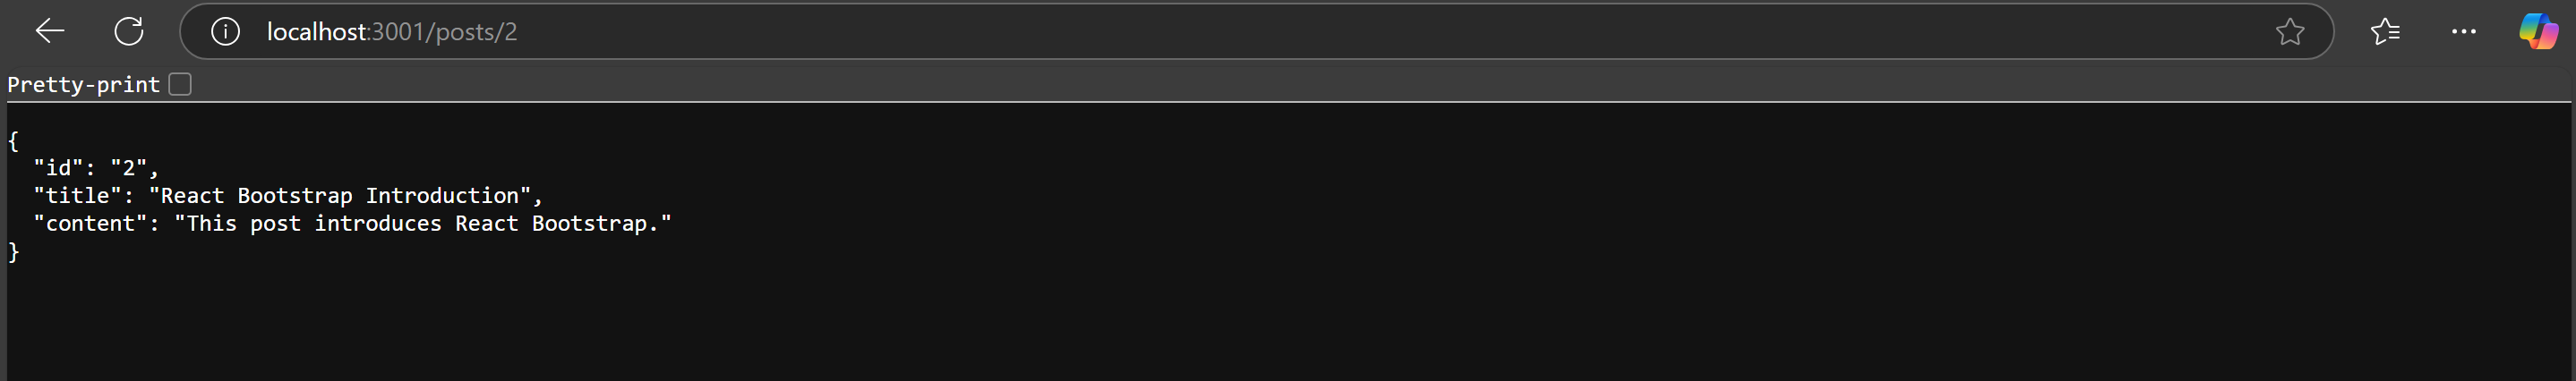 localhost:3001/posts/2
Pretty-print
{
  "id": "2",
  "title": "React Bootstrap Introduction",
  "content": "This post introduces React Bootstrap."
}